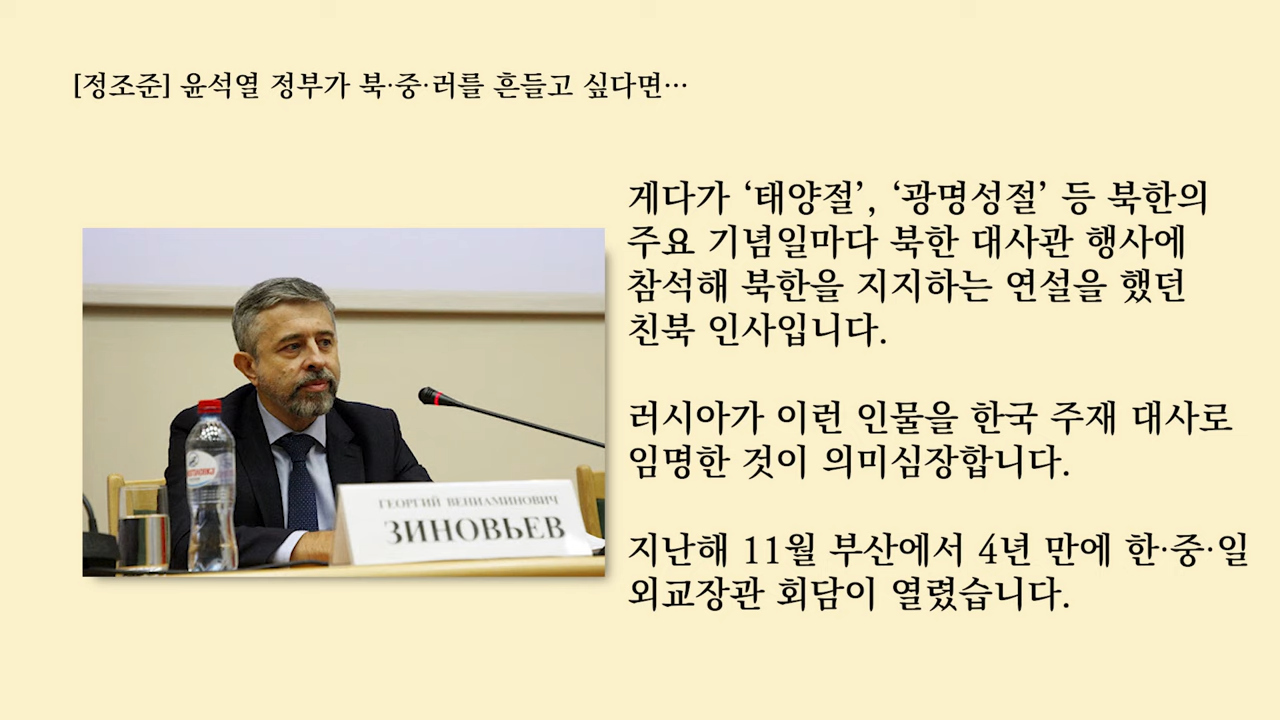 [정조준] 윤석열 정부가 북·중·러를 흔들고 싶다면…
게다가 ‘태양절’, ‘광명성절’ 등 북한의
주요 기념일마다 북한 대사관 행사에
참석해 북한을 지지하는 연설을 했던
친북 인사입니다.
러시아가 이런 인물을 한국 주재 대사로
임명한 것이 의미심장합니다.
지난해 11월 부산에서 4년 만에 한·중·일
외교장관 회담이 열렸습니다.
ГЕОРГИЙ ВЕНИАМИНОВИЧ
ЗИНОВЬЕВ